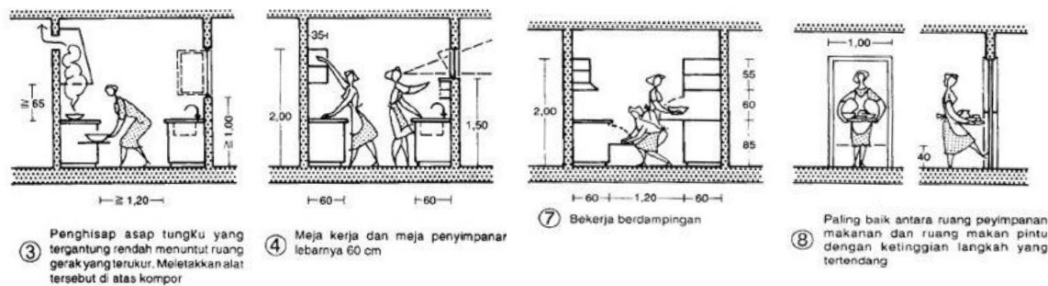 35
≧ 65
2,00
≧ 1,00
1,50
≧ 1,20
60
60
2,00
55
60
85
60
1,20
60
1,00
40
③ Penghisap asap tungku yang
tergantung rendah menuntut ruang
gerak yang terukur. Meletakkan alat
tersebut di atas kompor
④ Meja kerja dan meja penyimpanar
lebarnya 60 cm
⑦ Bekerja berdampingan
⑧ Paling baik antara ruang peyimpanan
makanan dan ruang makan pintu
dengan ketinggian langkah yang
tertendang